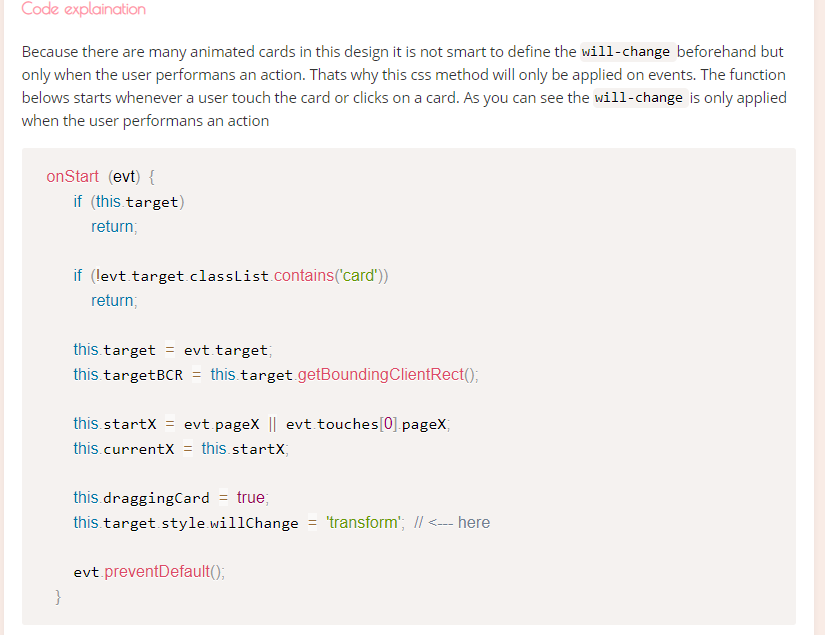 Code explaination
Because there are many animated cards in this design it is not smart to define the will-change beforehand but
only when the user performans an action. Thats why this css method will only be applied on events. The function
belows starts whenever a user touch the card or clicks on a card. As you can see the will-change is only applied
when the user performans an action
onStart (evt) {
if (this.target)
return;
if (!evt.target.classList.contains('card'))
return;
this.target = evt.target;
this.targetBCR = this.target.getBoundingClientRect();
this.startX = evt.pageX || evt.touches[0].pageX;
this.currentX = this.startX;
this.draggingCard = true;
this.target.style.willChange = 'transform'; // <--- here
evt.preventDefault();
}